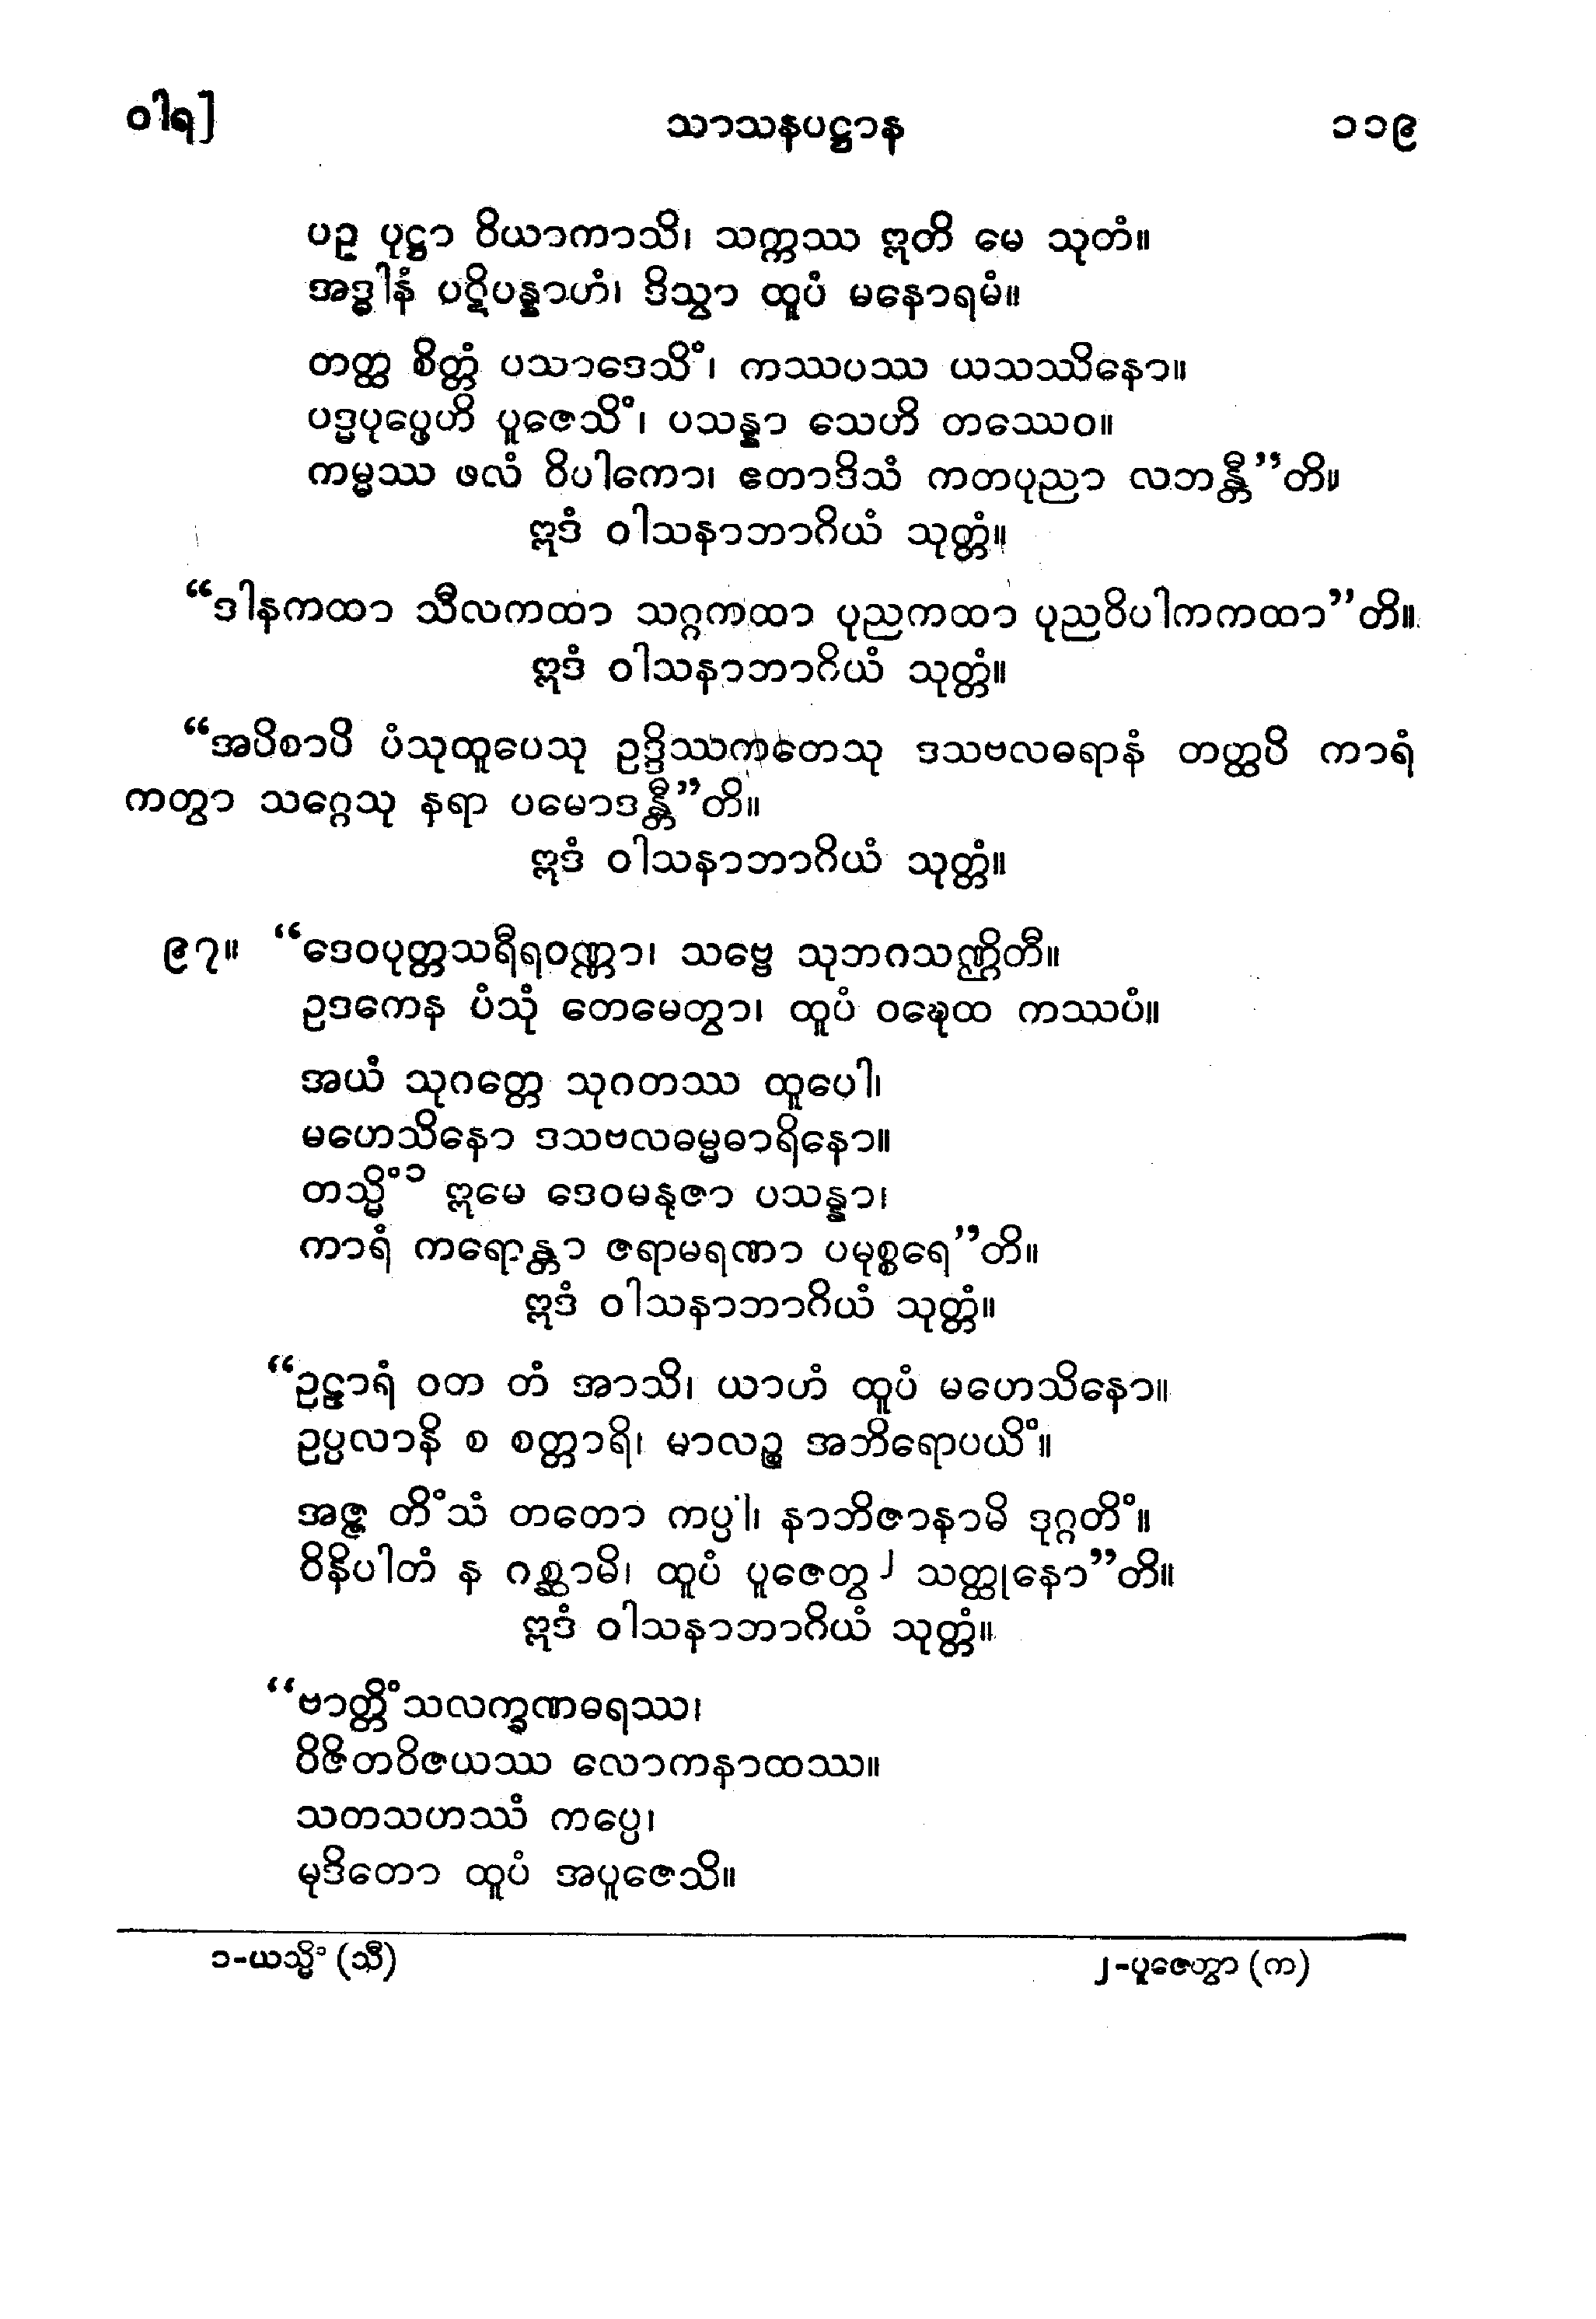 ဝါရ]
သာသနပဋ္ဌာန
၁၁၉
ပဥှ ပုဋ္ဌာ ဝိယာကာသိ၊ သက္ကဿ ဣတိ မေ သုတံ။
အဒ္ဓါနံ ပဋိပန္နာဟံ၊ ဒိသွာ ထူပံ မနောရမံ။
တတ္ထ စိတ္တံ ပသာဒေသိံ၊ ကဿပဿ ယသဿိနော။
ပဒ္မပုပ္ဖေဟိ ပူဇေသိံ၊ ပသန္နာ သေဟိ တဿေဝ။
ကမ္မဿ ဖလံ ဝိပါကော၊ ဧတာဒိသံ ကတပုညာ လဘန္တီ”တိ။
ဣဒံ ဝါသနာဘာဂိယံ သုတ္တံ။
“ဒါနကထာ သီလကထာ သဂ္ဂကထာ ပုညကထာ ပုညဝိပါကကထာ”တိ။
ဣဒံ ဝါသနာဘာဂိယံ သုတ္တံ။
“အပိစာပိ ပံသုထူပေသု ဥဒ္ဒိဿကတေသု ဒသဗလဓရာနံ တတ္ထပိ ကာရံ
ကတွာ သဂ္ဂေသု နရာ ပမောဒန္တီ”တိ။
ဣဒံ ဝါသနာဘာဂိယံ သုတ္တံ။
၉၇။ “ဒေဝပုတ္တသရီရဝဏ္ဏာ၊ သဗ္ဗေ သုဘဂသဏ္ဌိတီ။
ဥဒကေန ပံသုံ တေမေတွာ၊ ထူပံ ဝဍ္ဎေထ ကဿပံ။
အယံ သုဂတ္တေ သုဂတဿ ထူပေါ၊
မဟေသိနော ဒသဗလဓမ္မဓာရိနော။
တသ္မိံ ၁ ဣမေ ဒေဝမနုဇာ ပသန္နာ၊
ကာရံ ကရောန္တာ ဇရာမရဏာ ပမုစ္စရေ”တိ။
ဣဒံ ဝါသနာဘာဂိယံ သုတ္တံ။
“ဥဠာရံ ဝတ တံ အာသိ၊ ယာဟံ ထူပံ မဟေသိနော။
ဥပ္ပလာနိ စ စတ္တာရိ၊ မာလဉ္စ အဘိရောပယိံ။
အဇ္ဇ တိံသံ တတော ကပ္ပါ၊ နာဘိဇာနာမိ ဒုဂ္ဂတိံ။
ဝိနိပါတံ န ဂစ္ဆာမိ၊ ထူပံ ပူဇေတွ ၂ သတ္ထုနော”တိ။
ဣဒံ ဝါသနာဘာဂိယံ သုတ္တံ။
“ဗာတ္တိံသလက္ခဏဓရဿ၊
ဝိဇိတဝိဇယဿ လောကနာထဿ။
သတသဟဿံ ကပ္ပေ၊
မုဒိတော ထူပံ အပူဇေသိ။
၁-ယသ္မိံ (သီ)
၂-ပူဇေတွာ (က)